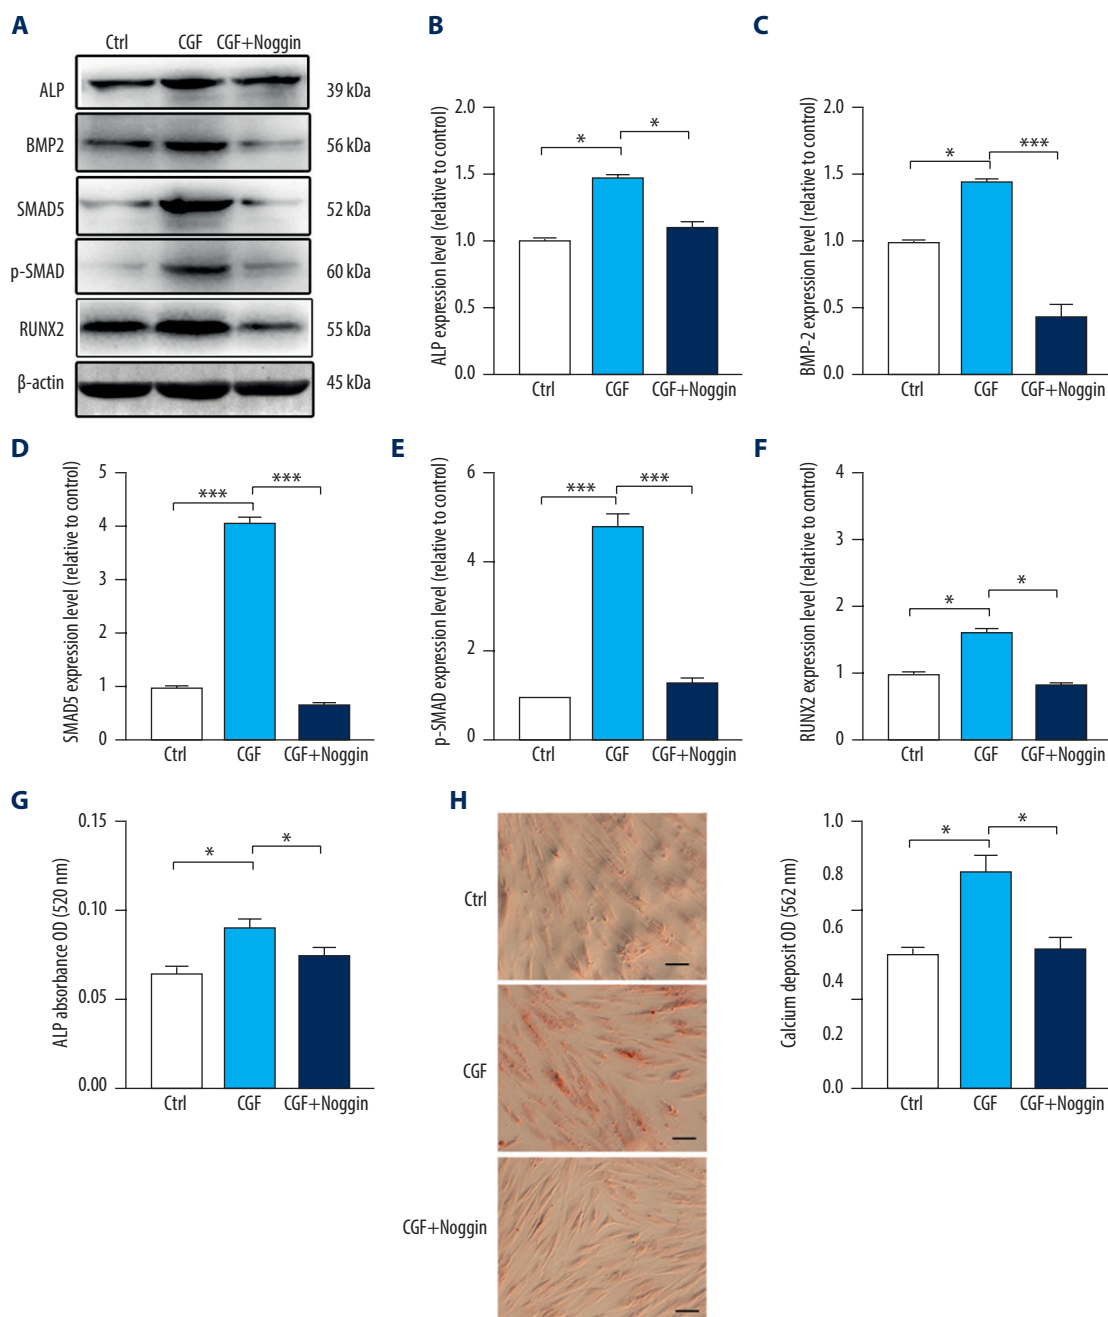 A
Ctrl CGF CGF+Noggin
ALP 39 kDa
BMP2 56 kDa
SMAD5 52 kDa
p-SMAD 60 kDa
RUNX2 55 kDa
β-actin 45 kDa
B
ALP expression level (relative to control)
2.0
1.5
1.0
0.5
0.0
* *
Ctrl CGF CGF+Noggin
C
BMP-2 expression level (relative to control)
2.0
1.5
1.0
0.5
0.0
* ***
Ctrl CGF CGF+Noggin
D
SMAD5 expression level (relative to control)
5
4
3
2
1
0
*** ***
Ctrl CGF CGF+Noggin
E
p-SMAD expression level (relative to control)
6
4
2
0
*** ***
Ctrl CGF CGF+Noggin
F
RUNX2 expression level (relative to control)
4
3
2
1
0
* *
Ctrl CGF CGF+Noggin
G
ALP absorbance OD (520 nm)
0.15
0.10
0.05
0.00
* *
Ctrl CGF CGF+Noggin
H
Ctrl
CGF
CGF+Noggin
Calcium deposit OD (562 nm)
1.0
0.8
0.6
0.4
0.2
0.0
* *
Ctrl CGF CGF+Noggin